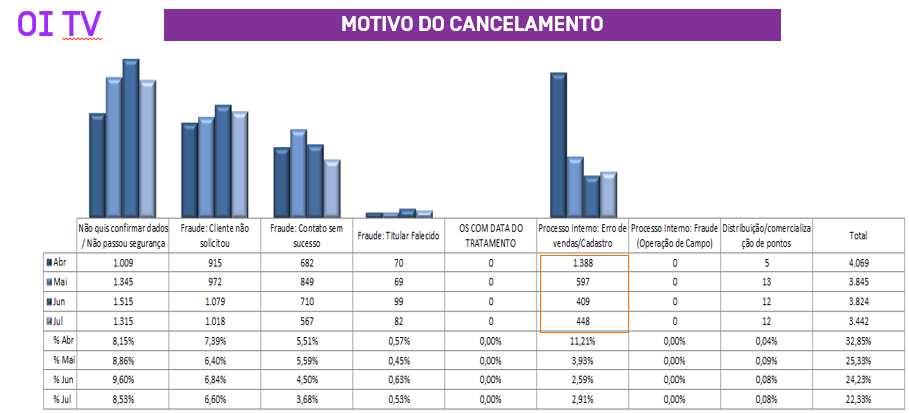 OI TV
MOTIVO DO CANCELAMENTO
Não quis confirmar dados / Não passou segurança
Fraude: Cliente não solicitou
Fraude: Contato sem sucesso
Fraude: Titular Falecido
OS COM DATA DO TRATAMENTO
Processo Interno: Erro de vendas/Cadastro
Processo Interno: Fraude (Operação de Campo)
Distribuição/comercialização de pontos
Total
Abr 1.009 915 682 70 0 1.388 0 5 4.069
Mai 1.345 972 849 69 0 597 0 13 3.845
Jun 1.515 1.079 710 99 0 409 0 12 3.824
Jul 1.315 1.018 567 82 0 448 0 12 3.442
% Abr 8,15% 7,39% 5,51% 0,57% 0,00% 11,21% 0,00% 0,04% 32,85%
% Mai 8,86% 6,40% 5,59% 0,45% 0,00% 3,93% 0,00% 0,09% 25,33%
% Jun 9,60% 6,84% 4,50% 0,63% 0,00% 2,59% 0,00% 0,08% 24,23%
% Jul 8,53% 6,60% 3,68% 0,53% 0,00% 2,91% 0,00% 0,08% 22,33%